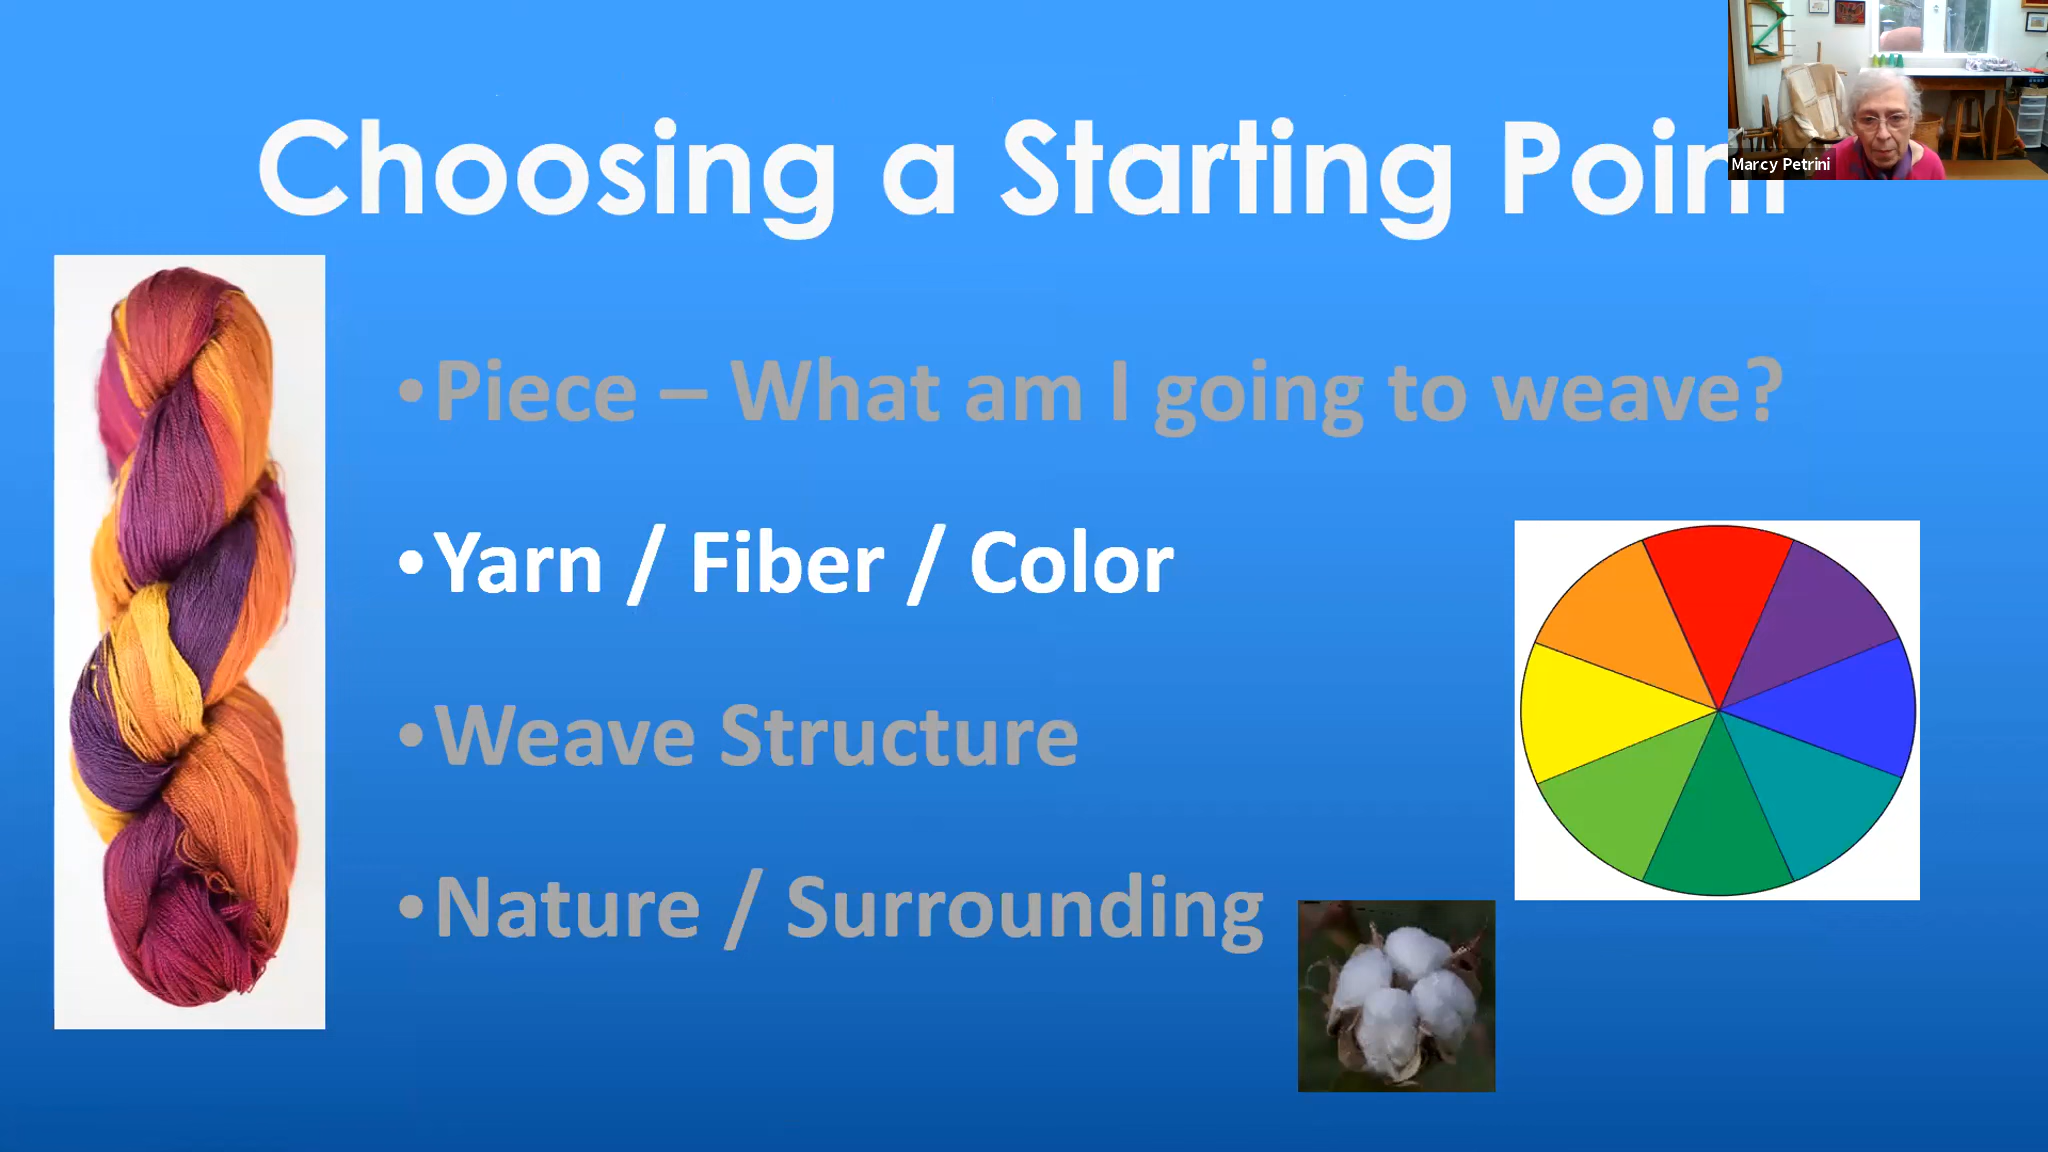 Choosing a Starting Point
Marcy Petrini
•Piece – What am I going to weave?
•Yarn / Fiber / Color
•Weave Structure
•Nature / Surrounding